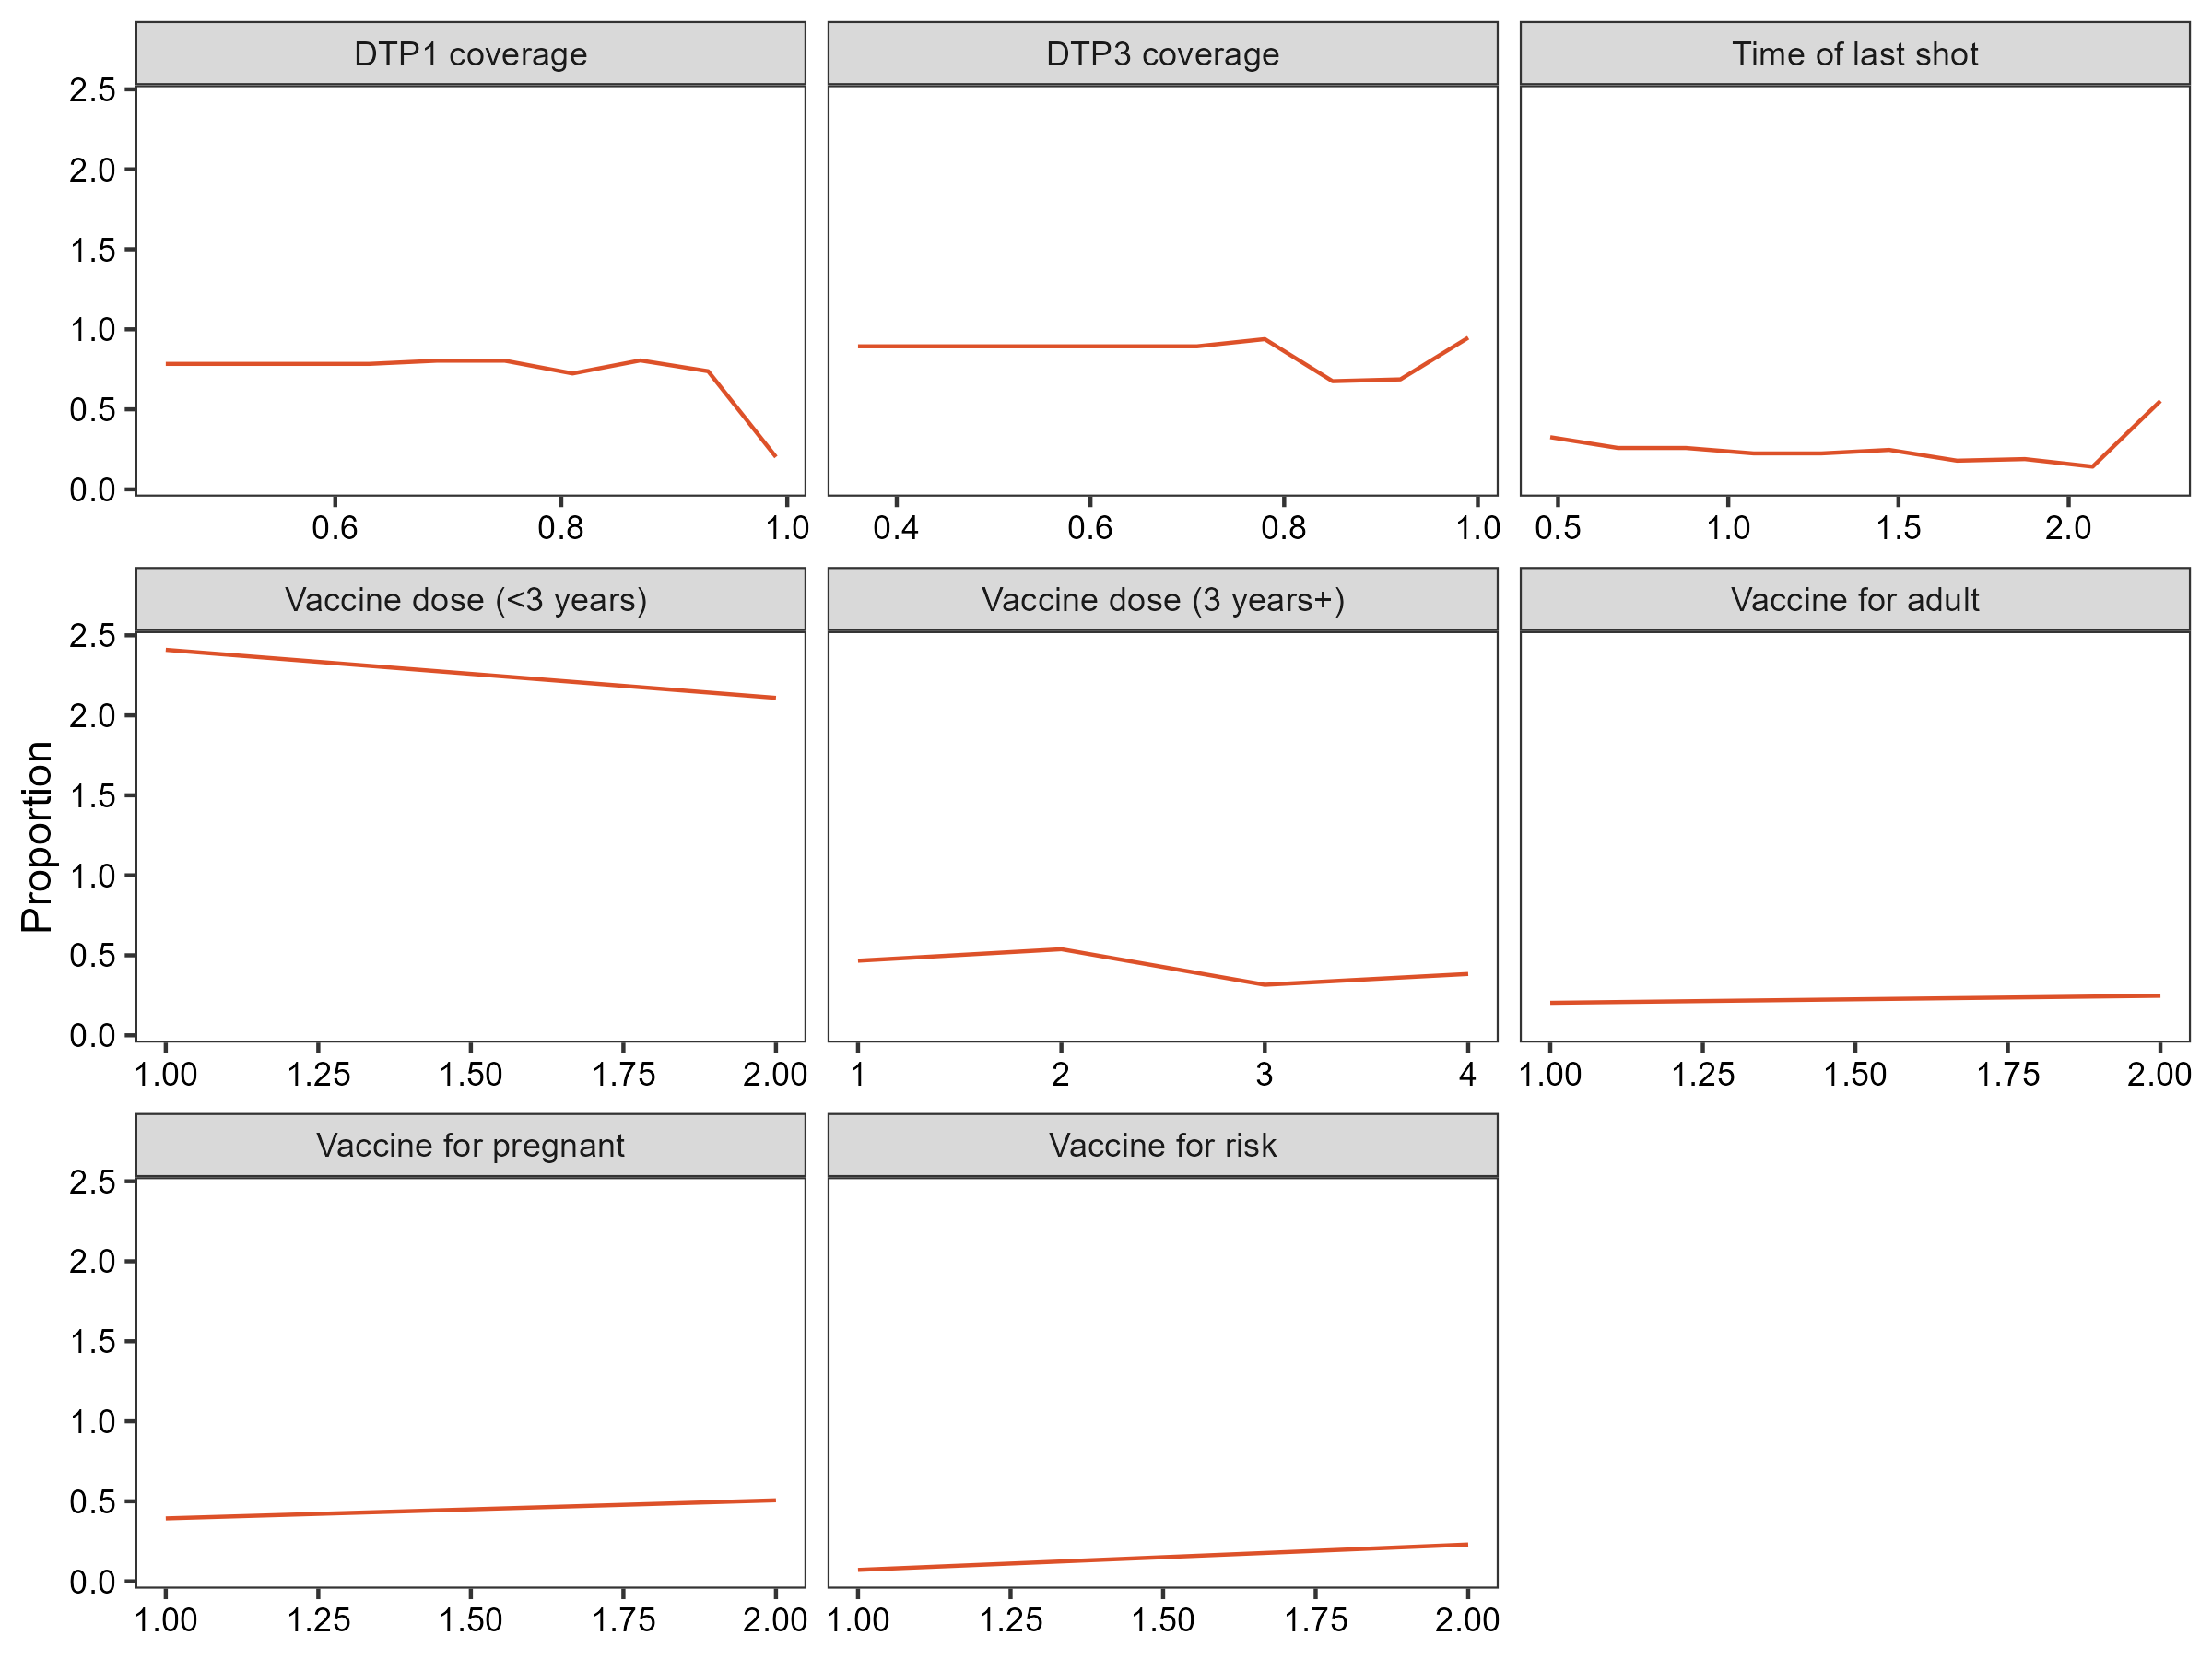 DTP1 coverage DTP3 coverage Time of last shot
2.5
2.0
1.5
1.0
0.5
0.0
0.6 0.8 1.0 0.4 0.6 0.8 1.0 0.5 1.0 1.5 2.0
Vaccine dose (<3 years) Vaccine dose (3 years+) Vaccine for adult
2.5
2.0
1.5
1.0
0.5
0.0
Proportion
1.00 1.25 1.50 1.75 2.00 1 2 3 4 1.00 1.25 1.50 1.75 2.00
Vaccine for pregnant Vaccine for risk
2.5
2.0
1.5
1.0
0.5
0.0
1.00 1.25 1.50 1.75 2.00 1.00 1.25 1.50 1.75 2.00